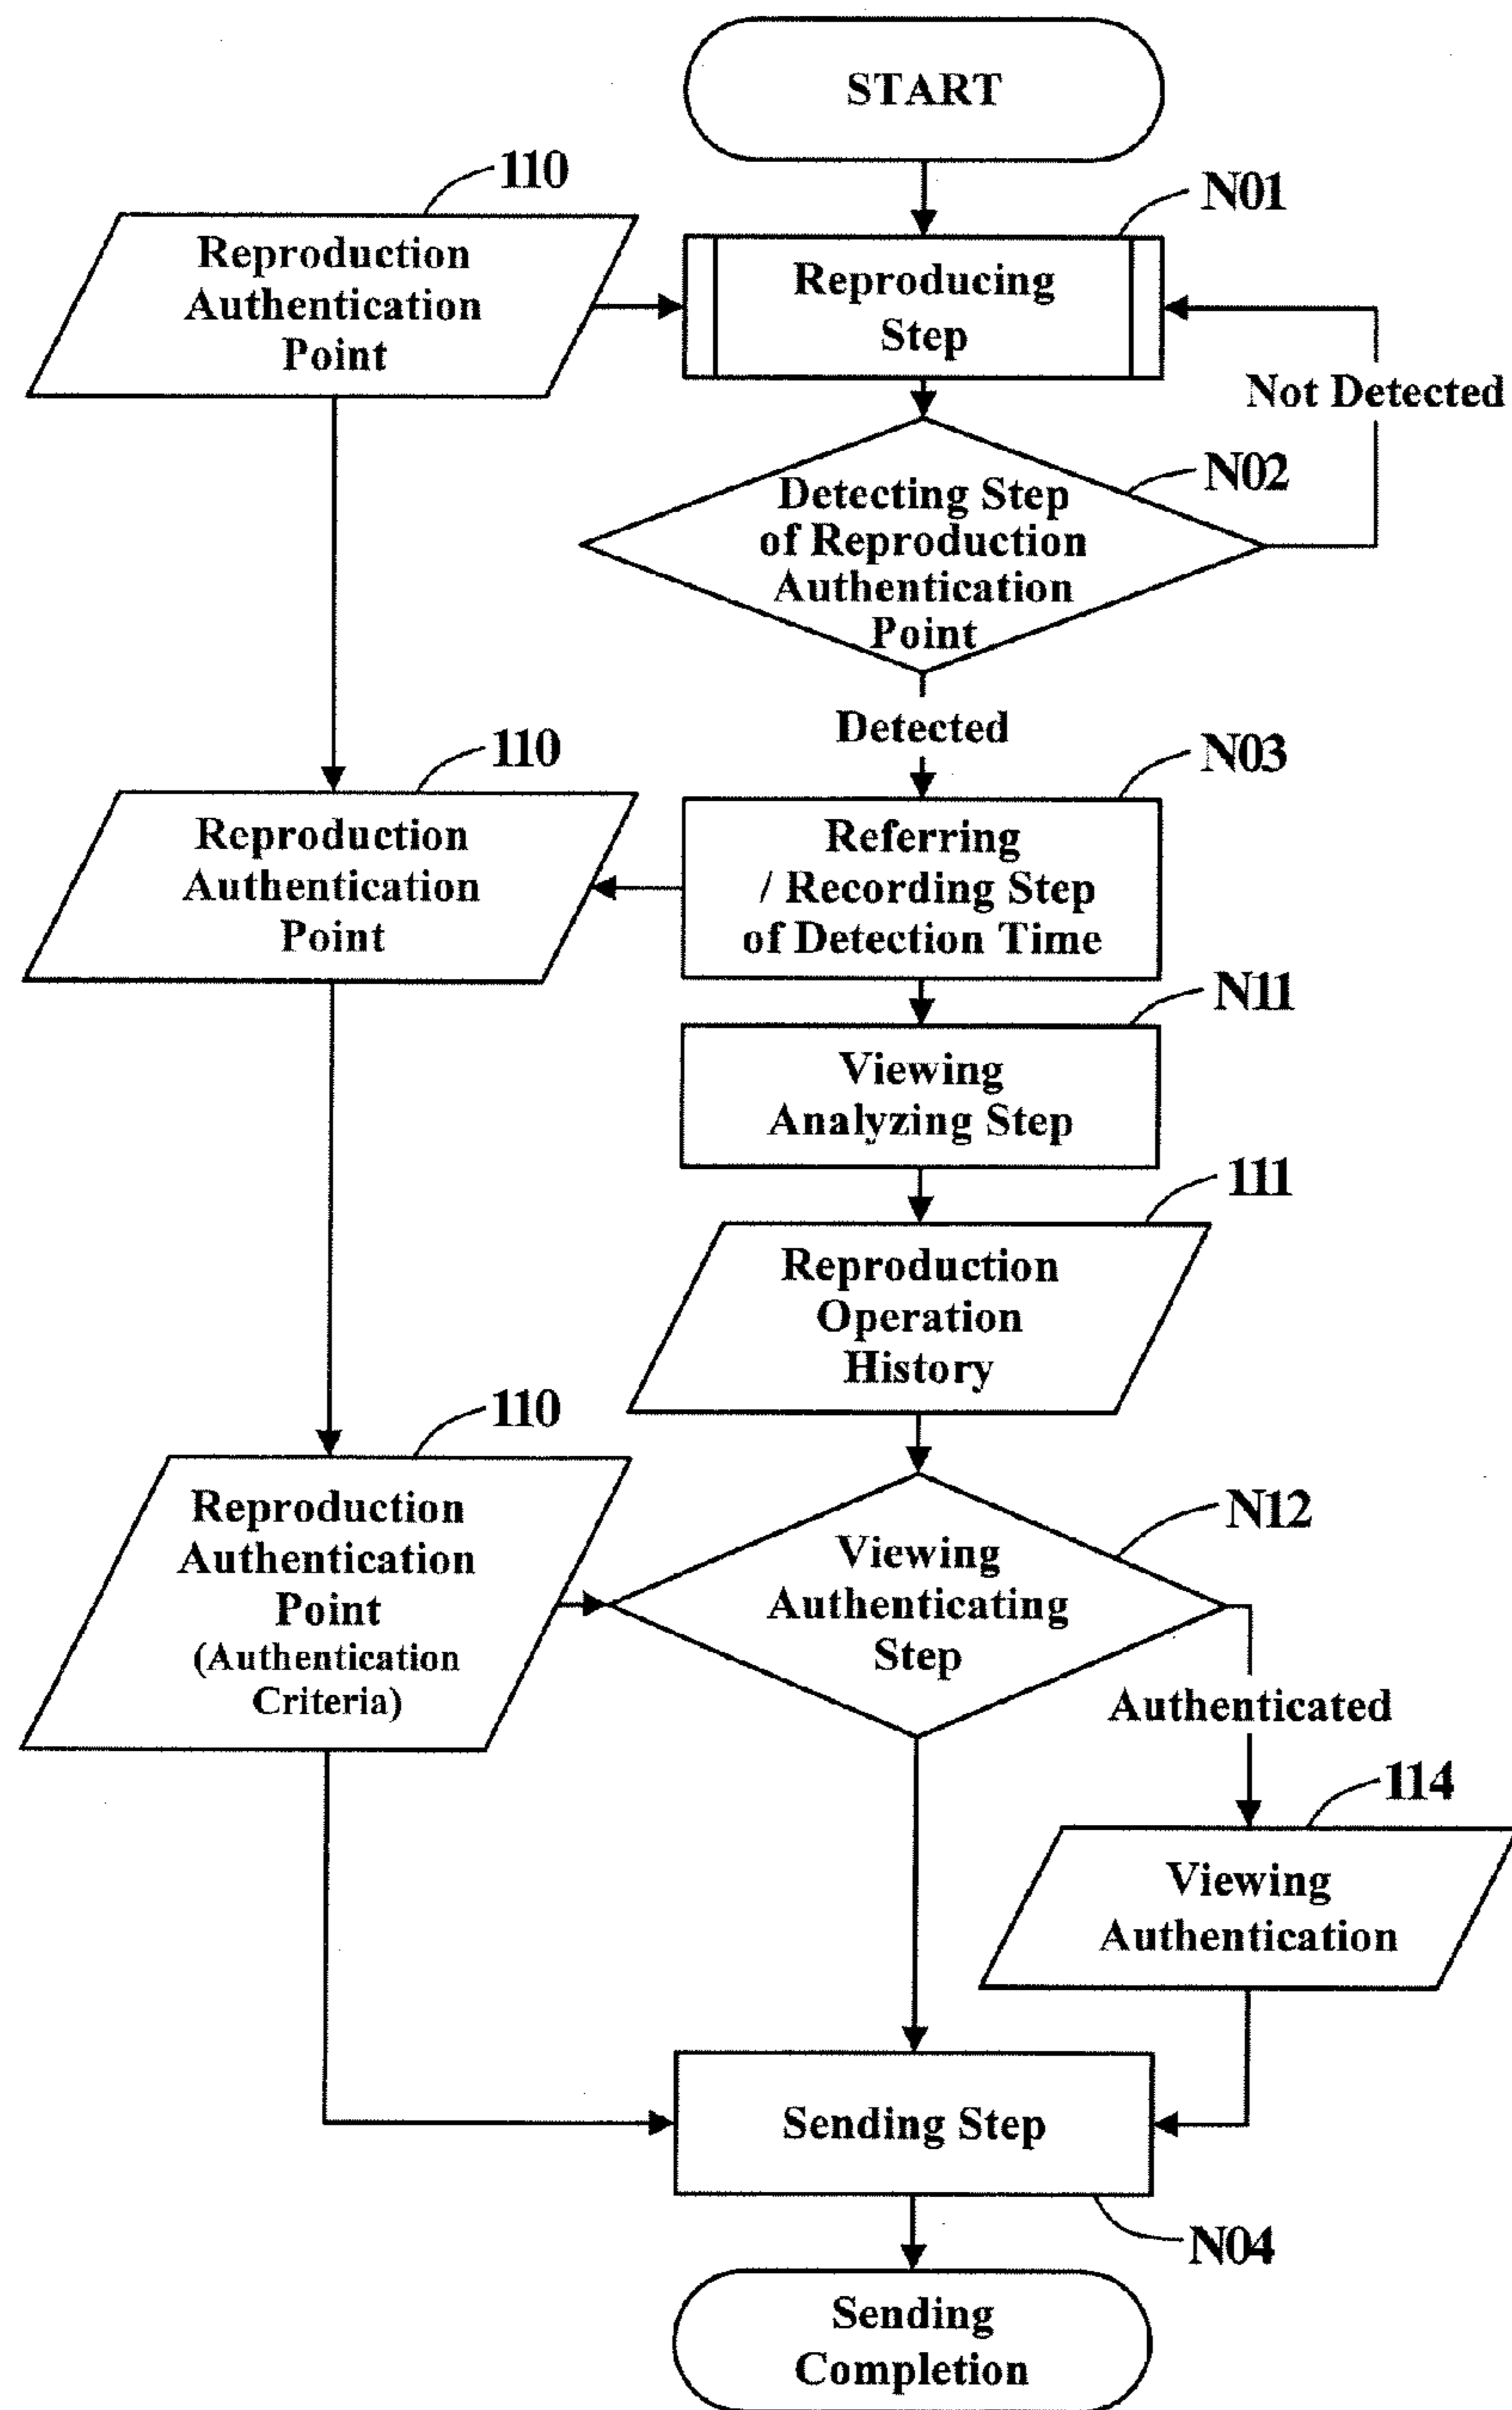 START
110
N01
Reproduction
Authentication
Point
Reproducing
Step
Not Detected
N02
Detecting Step
of Reproduction
Authentication
Point
Detected
110
N03
Reproduction
Authentication
Point
Referring
/ Recording Step
of Detection Time
N11
Viewing
Analyzing Step
111
Reproduction
Operation
History
110
N12
Reproduction
Authentication
Point
(Authentication
Criteria)
Viewing
Authenticating
Step
Authenticated
114
Viewing
Authentication
Sending Step
N04
Sending
Completion